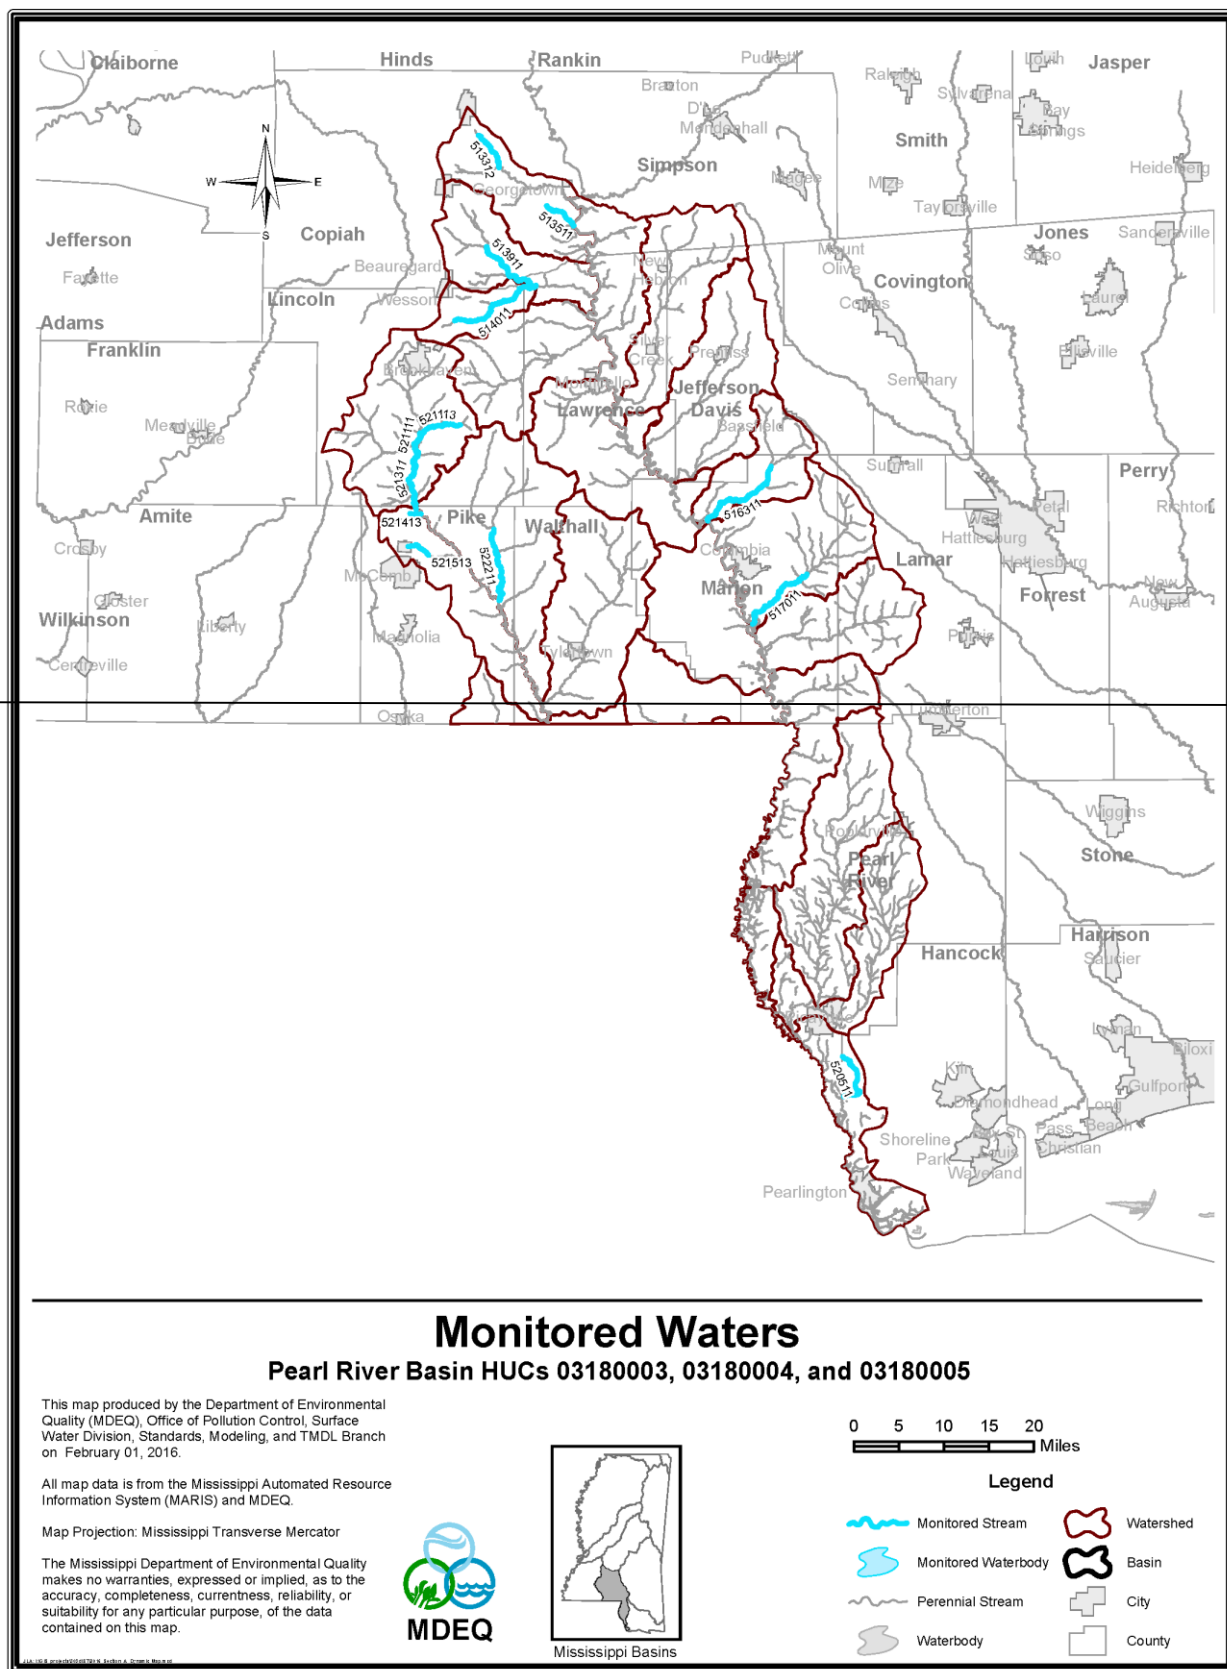 Claiborne
Hinds
Rankin
Puckett
Louin
Jasper
Raleigh
Braxton
Sylvarena
D'Lo
Mendenhall
Bay
Springs
Smith
Simpson
Heidelberg
Magee
Mize
Taylorsville
N
W
E
S
513312
Georgetown
513511
Copiah
Jefferson
Fayette
Jones
Soso
Sandersville
Mount
Olive
Covington
Collins
Laurel
Beauregard
513911
New
Hebron
Lincoln
Wesson
514011
Adams
Franklin
Silver
Creek
Prentiss
Ellisville
Brookhaven
Monticello
Jefferson
Davis
Seminary
Roxie
Meadville
Bude
Lawrence
Bassfield
521113
521111
521311
Sumrall
Perry
Amite
521413
Pike
Walthall
516311
Petal
Richton
West
Hattiesburg
Hattiesburg
Crosby
521513
522211
Columbia
Lamar
McComb
Marion
517011
Forrest
New
Augusta
Gloster
Wilkinson
Liberty
Magnolia
Purvis
Centreville
Tylertown
Osyka
Lumberton
Wiggins
Poplarville
Pearl
River
Stone
Harrison
Hancock
Saucier
Picayune
Lyman
Biloxi
520511
Kiln
Gulfport
Diamondhead
Long
Beach
Shoreline
Park
Bay St
Louis
Pass
Christian
Waveland
Pearlington
Monitored Waters
Pearl River Basin HUCs 03180003, 03180004, and 03180005
This map produced by the Department of Environmental
Quality (MDEQ), Office of Pollution Control, Surface
Water Division, Standards, Modeling, and TMDL Branch
on February 01, 2016.
All map data is from the Mississippi Automated Resource
Information System (MARIS) and MDEQ.
Map Projection: Mississippi Transverse Mercator
The Mississippi Department of Environmental Quality
makes no warranties, expressed or implied, as to the
accuracy, completeness, currentness, reliability, or
suitability for any particular purpose, of the data
contained on this map.
MDEQ
Mississippi Basins
0 5 10 15 20
Miles
Legend
Monitored Stream
Watershed
Monitored Waterbody
Basin
Perennial Stream
City
Waterbody
County